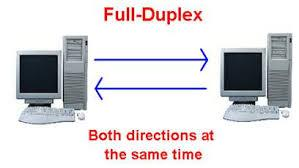 Full-Duplex
Both directions at
the same time